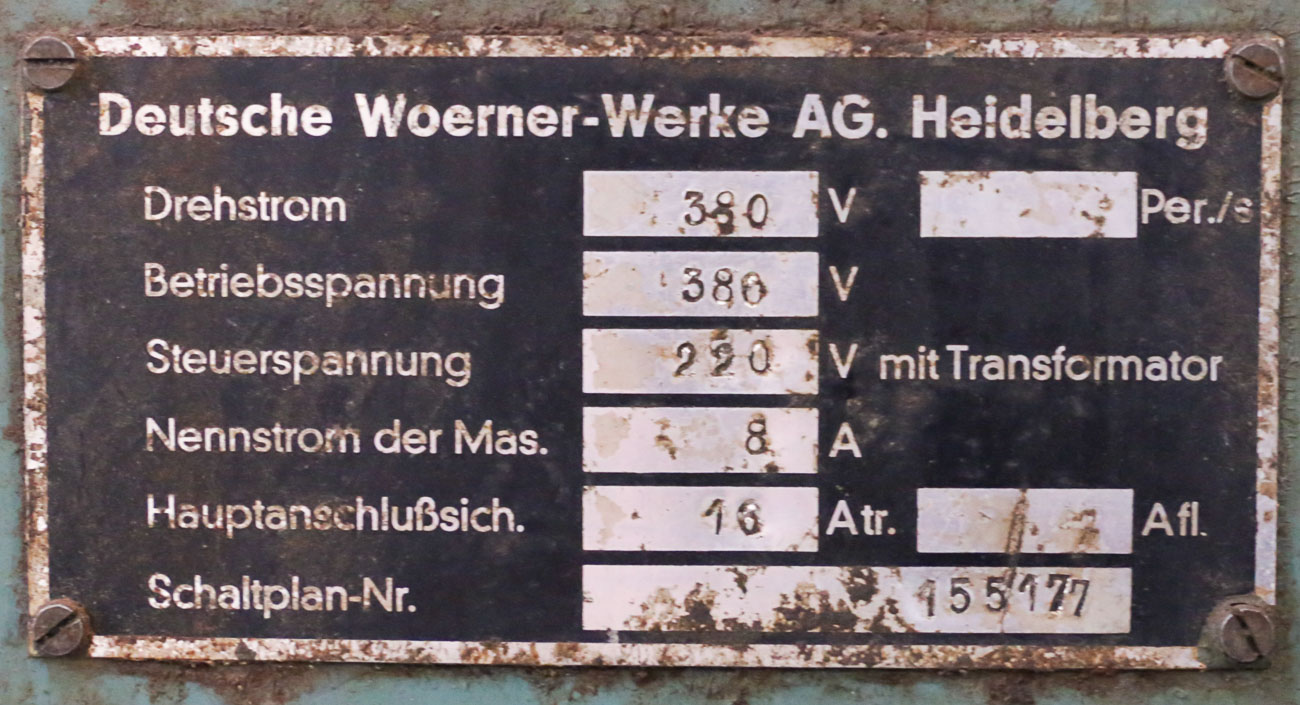 Deutsche Woerner-Werke AG. Heidelberg
Drehstrom 380 V Per./s
Betriebsspannung 380 V
Steuerspannung 220 V mit Transformator
Nennstrom der Mas. 8 A
Hauptanschlußsich. 16 Atr. Afl.
Schaltplan-Nr. 155177